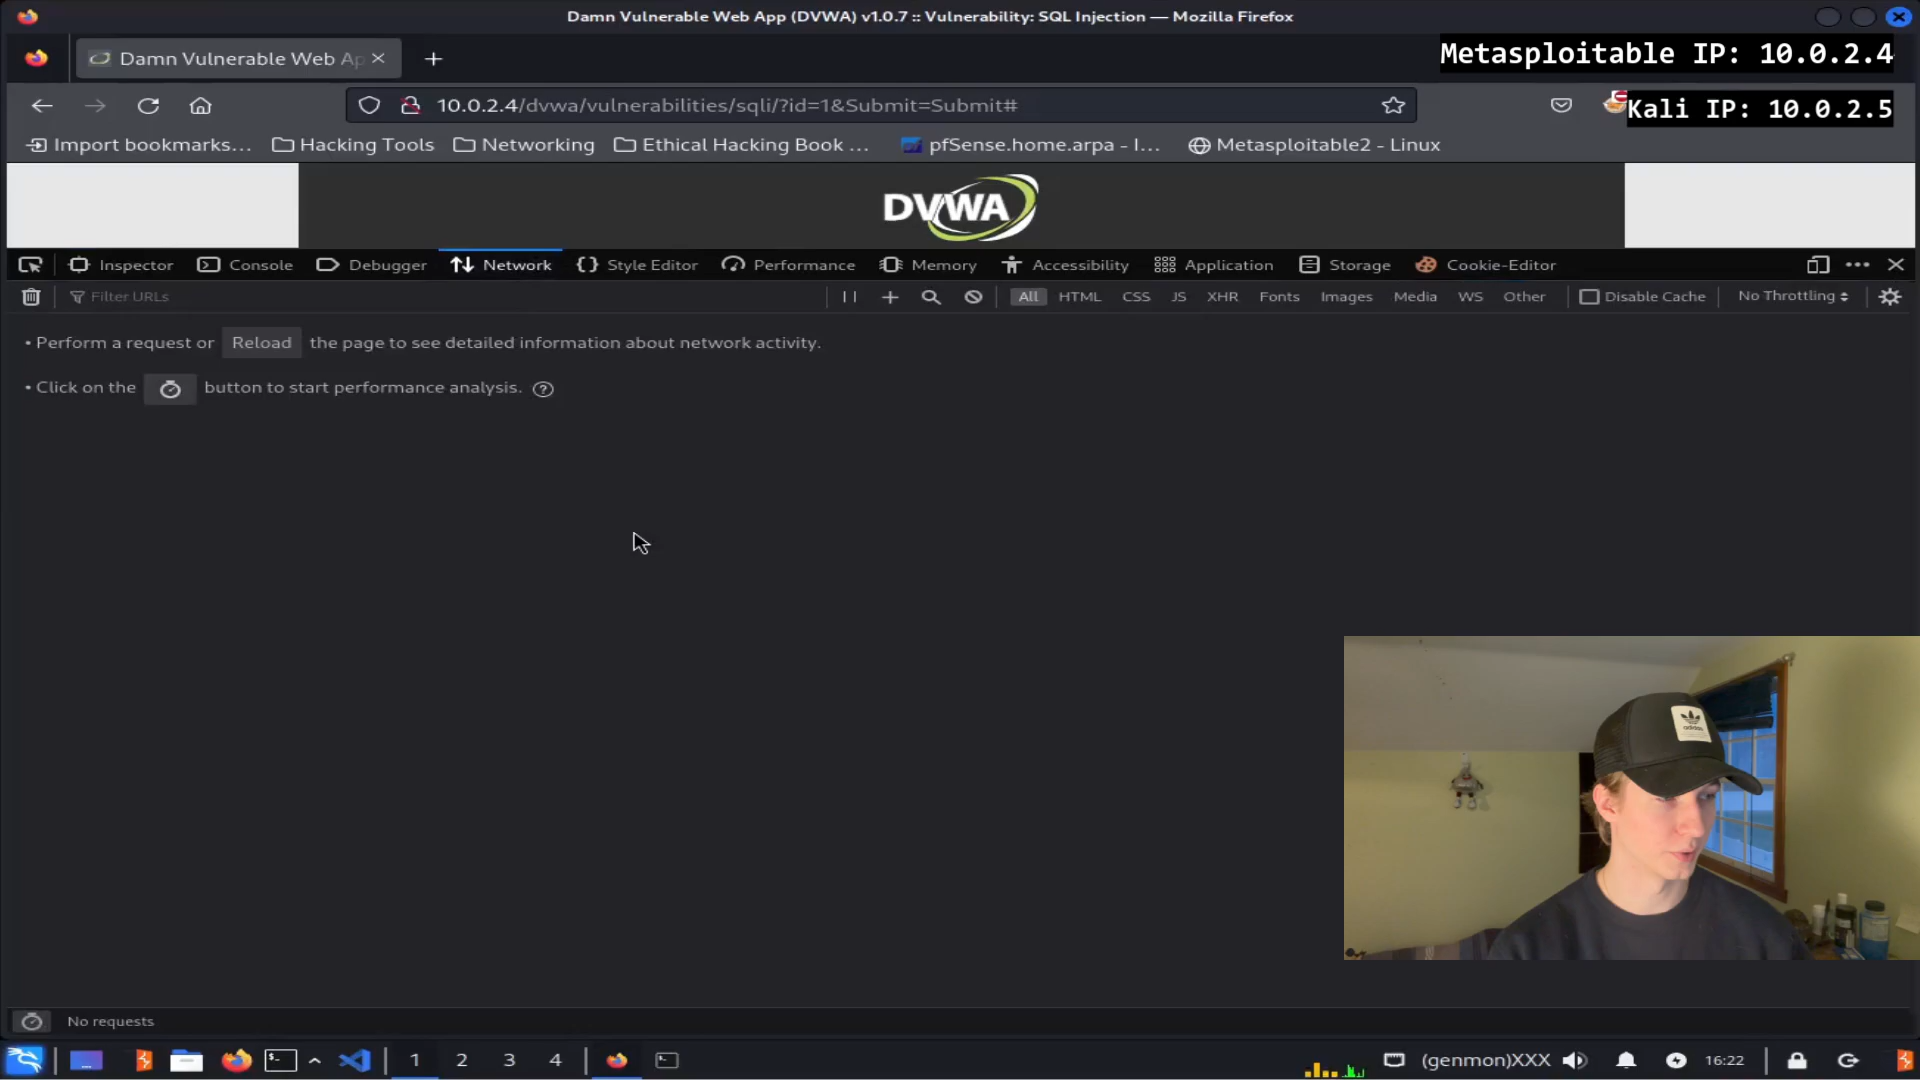 Damn Vulnerable Web App (DVWA) v1.0.7 :: Vulnerability: SQL Injection — Mozilla Firefox
Damn Vulnerable Web Ap
Metasploitable IP: 10.0.2.4
10.0.2.4/dvwa/vulnerabilities/sqli/?id=1&Submit=Submit#
Kali IP: 10.0.2.5
Import bookmarks... Hacking Tools Networking Ethical Hacking Book ... pfSense.home.arpa - I... Metasploitable2 - Linux
DVWA
Inspector Console Debugger Network Style Editor Performance Memory Accessibility Application Storage Cookie-Editor
Filter URLs All HTML CSS JS XHR Fonts Images Media WS Other Disable Cache No Throttling
• Perform a request or Reload the page to see detailed information about network activity.
• Click on the button to start performance analysis. ?
adidas
No requests
1 2 3 4 (genmon)XXX 16:22